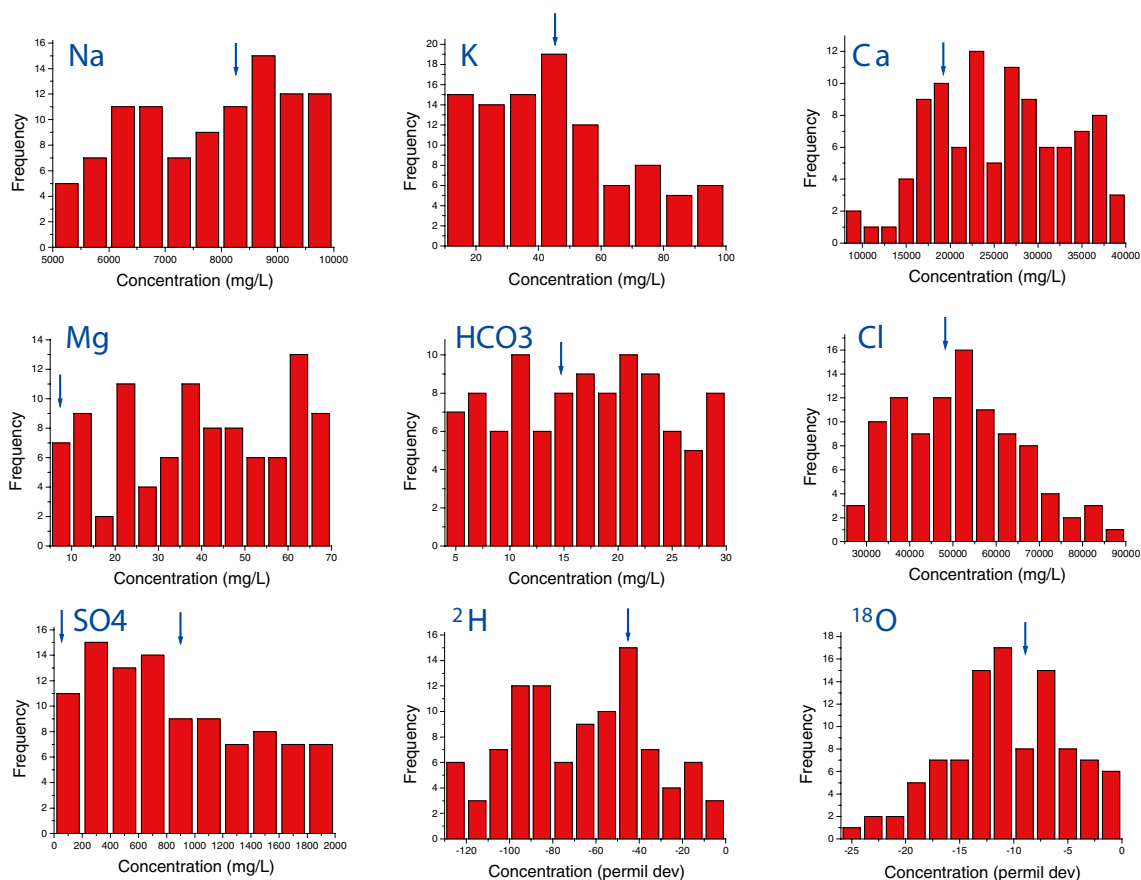 Na
Frequency
16
14
12
10
8
6
4
2
0
5000 6000 7000 8000 9000 10000
Concentration (mg/L)
K
Frequency
20
18
16
14
12
10
8
6
4
2
0
20 40 60 80 100
Concentration (mg/L)
Ca
Frequency
12
10
8
6
4
2
0
10000 15000 20000 25000 30000 35000 40000
Concentration (mg/L)
Mg
Frequency
14
12
10
8
6
4
2
0
10 20 30 40 50 60 70
Concentration (mg/L)
HCO3
Frequency
10
8
6
4
2
0
5 10 15 20 25 30
Concentration (mg/L)
Cl
Frequency
16
14
12
10
8
6
4
2
0
30000 40000 50000 60000 70000 80000 90000
Concentration (mg/L)
SO4
Frequency
16
14
12
10
8
6
4
2
0
0 200 400 600 800 1000 1200 1400 1600 1800 2000
Concentration (mg/L)
²H
Frequency
16
14
12
10
8
6
4
2
0
-120 -100 -80 -60 -40 -20 0
Concentration (permil dev)
¹⁸O
Frequency
18
16
14
12
10
8
6
4
2
0
-25 -20 -15 -10 -5 0
Concentration (permil dev)